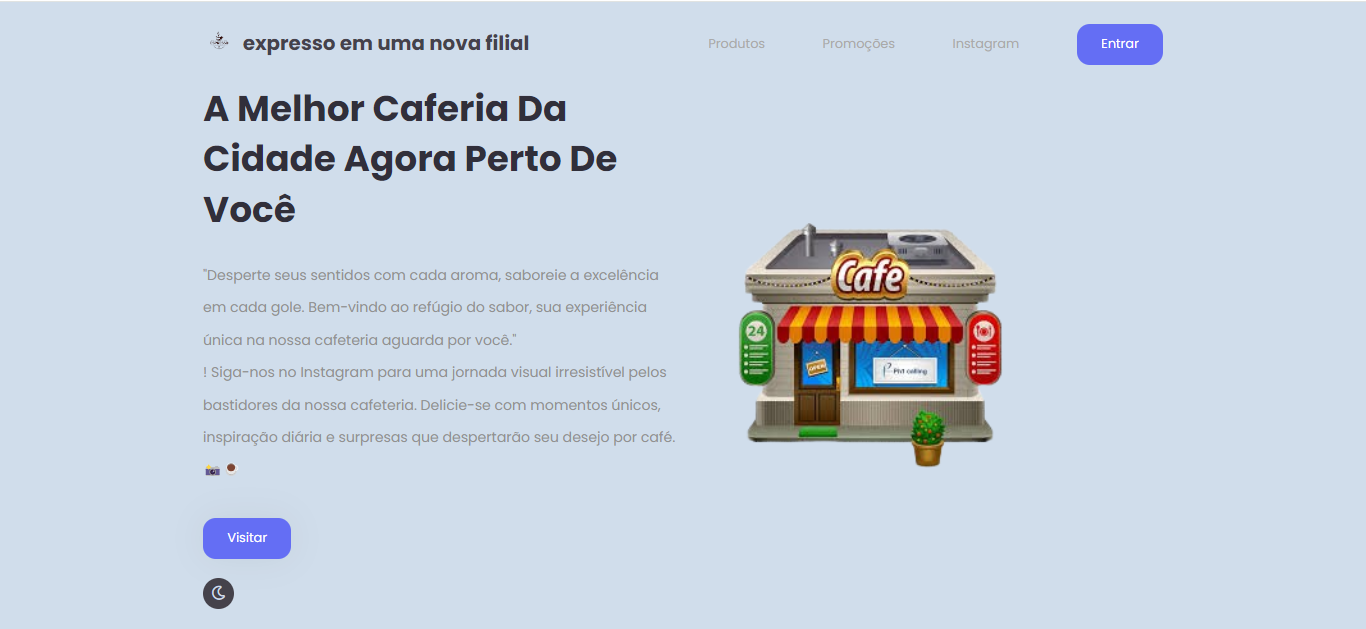 expresso em uma nova filial
Produtos
Promoções
Instagram
Entrar
A Melhor Caferia Da
Cidade Agora Perto De
Você
"Desperte seus sentidos com cada aroma, saboreie a excelência
em cada gole. Bem-vindo ao refúgio do sabor, sua experiência
única na nossa cafeteria aguarda por você."
! Siga-nos no Instagram para uma jornada visual irresistível pelos
bastidores da nossa cafeteria. Delicie-se com momentos únicos,
inspiração diária e surpresas que despertarão seu desejo por café.
📸 ☕
Cafe
24
OPEN
Visitar